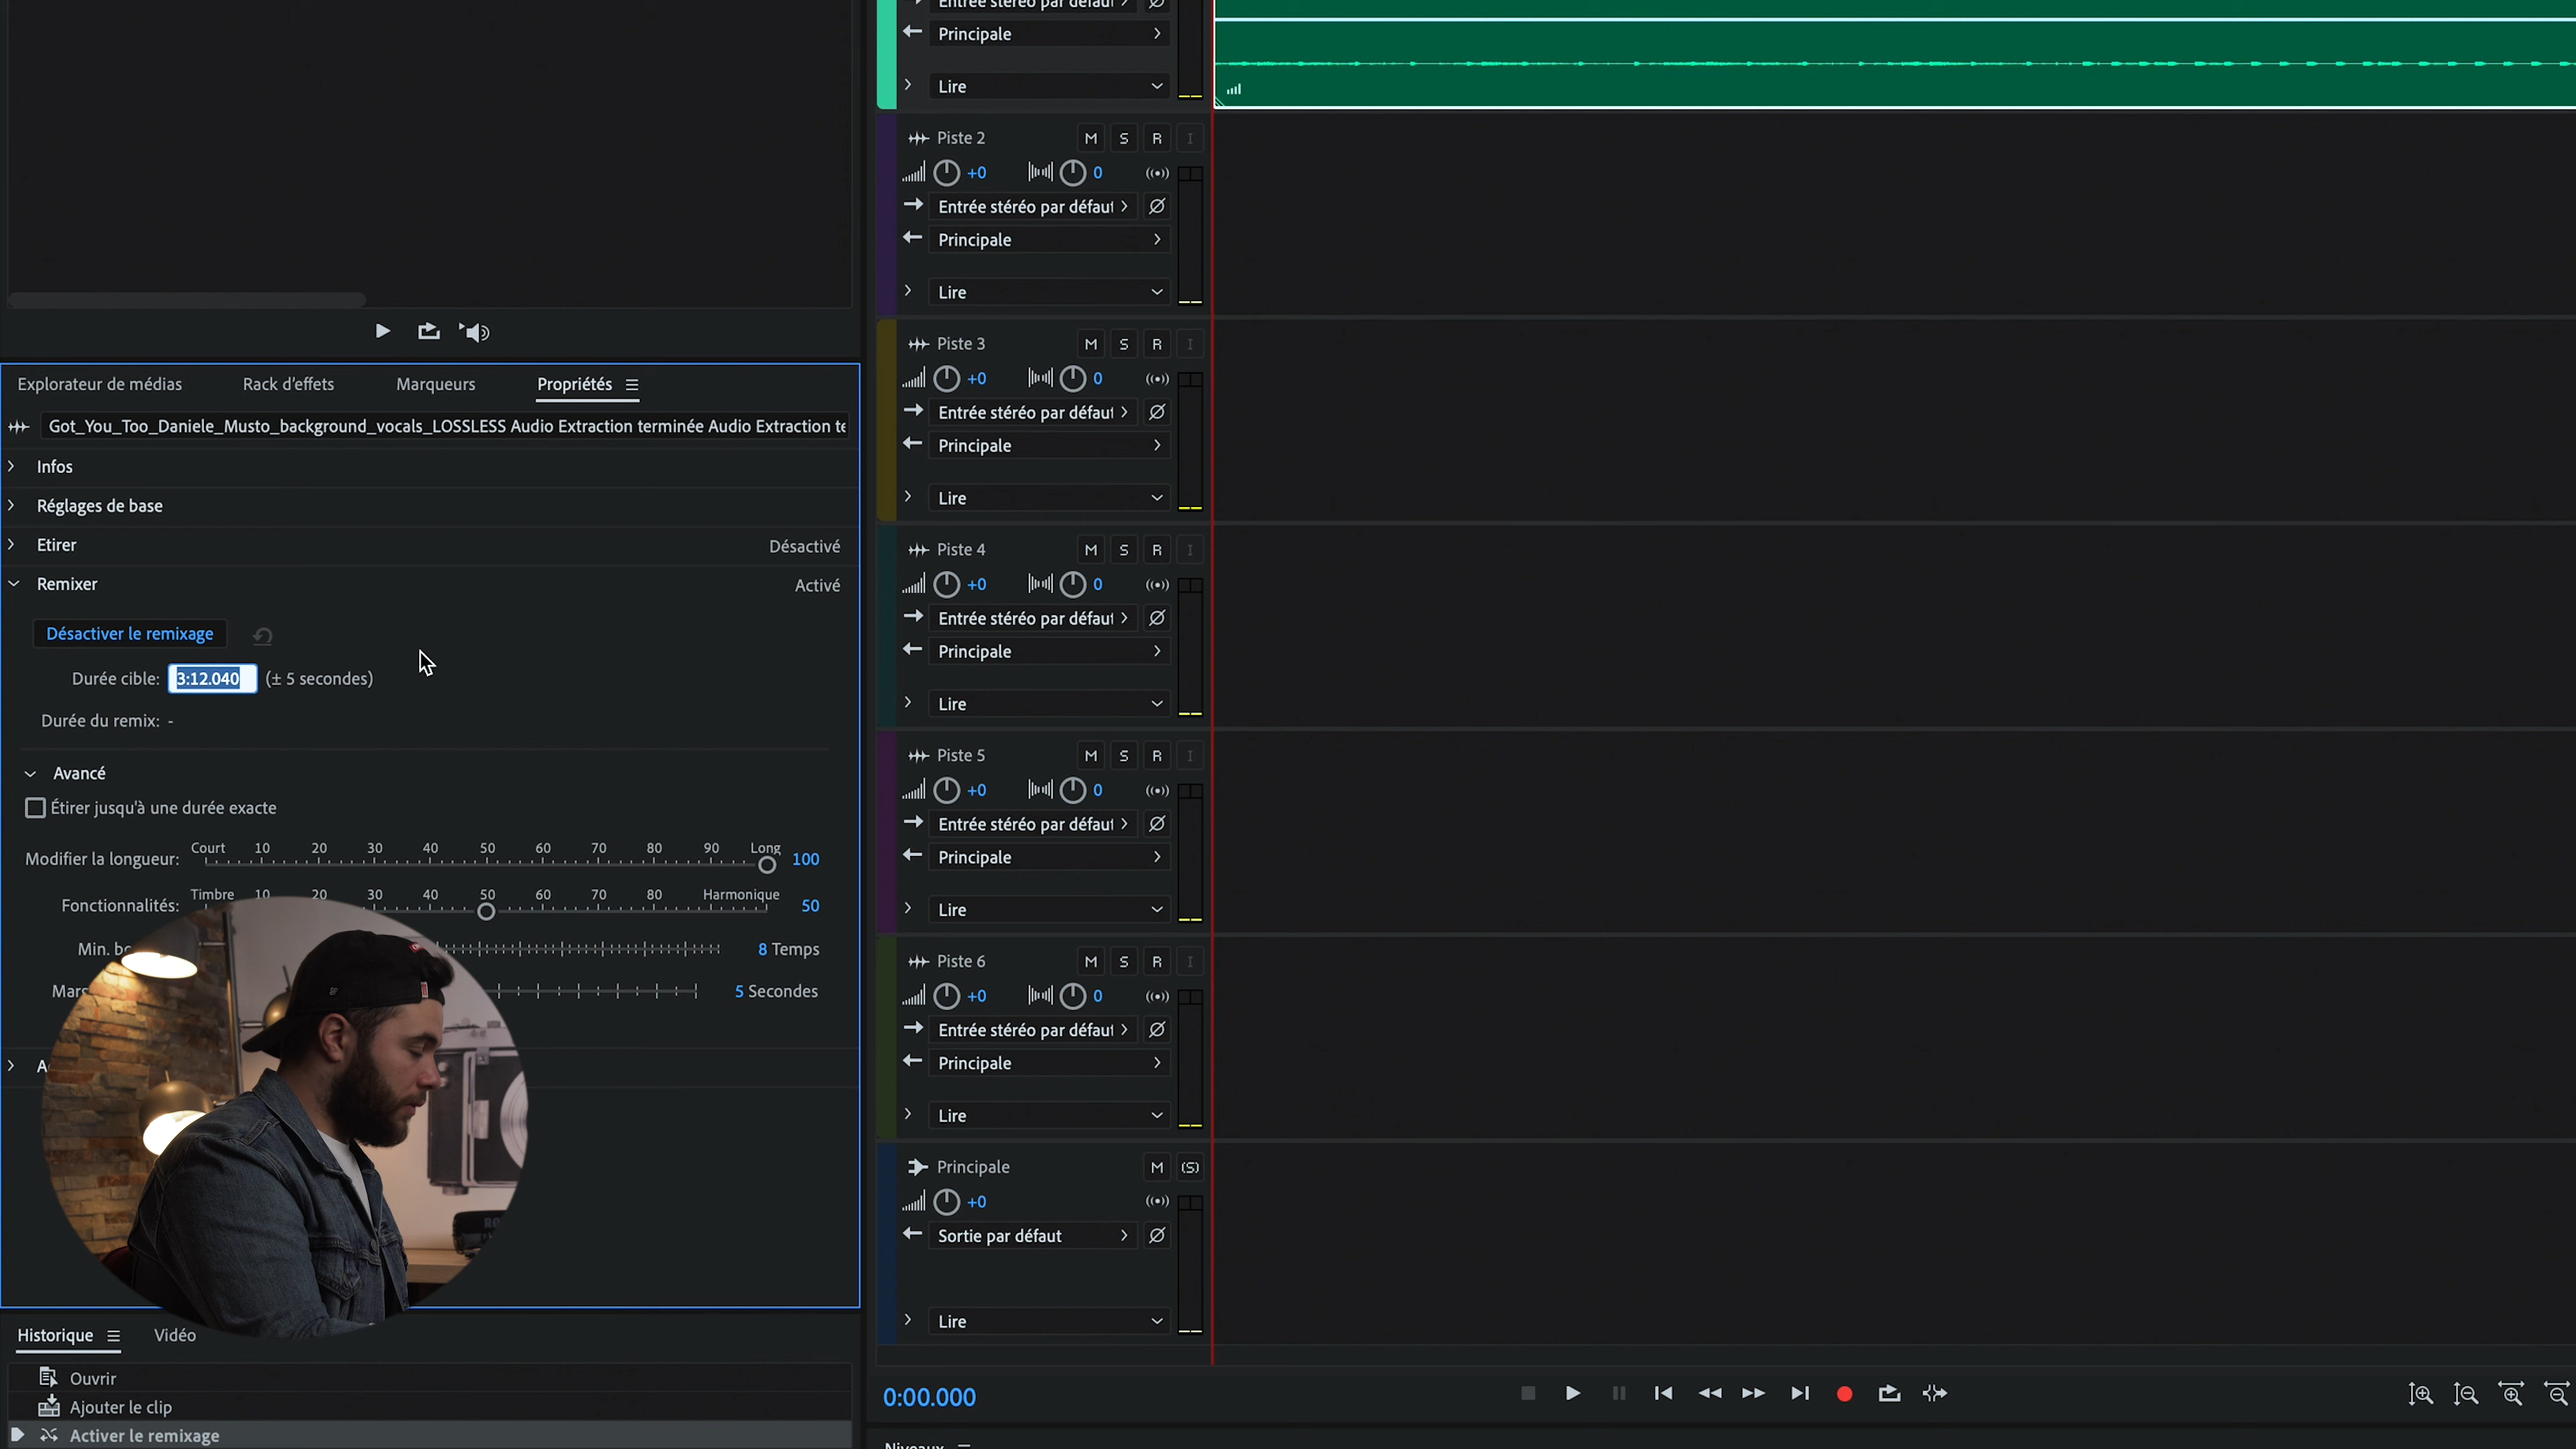 Entrée stéréo par défaut
Principale
Lire
Piste 2 M S R I
+0 0
Entrée stéréo par défaut
Principale
Lire
Piste 3 M S R I
+0 0
Entrée stéréo par défaut
Principale
Lire
Piste 4 M S R I
+0 0
Entrée stéréo par défaut
Principale
Lire
Piste 5 M S R I
+0 0
Entrée stéréo par défaut
Principale
Lire
Piste 6 M S R I
+0 0
Entrée stéréo par défaut
Principale
Lire
Principale M (S)
+0
Sortie par défaut
Lire
0:00.000
Niveaux
Explorateur de médias Rack d'effets Marqueurs Propriétés
Got_You_Too_Daniele_Musto_background_vocals_LOSSLESS Audio Extraction terminée Audio Extraction te
Infos
Réglages de base
Etirer Désactivé
Remixer Activé
Désactiver le remixage
Durée cible: 3:12.040 (± 5 secondes)
Durée du remix: -
Avancé
Étirer jusqu'à une durée exacte
Court 10 20 30 40 50 60 70 80 90 Long
Modifier la longueur: 100
Timbre 10 20 30 40 50 60 70 80 Harmonique
Fonctionnalités: 50
Min. bo 8 Temps
Mars 5 Secondes
Historique Vidéo
Ouvrir
Ajouter le clip
Activer le remixage